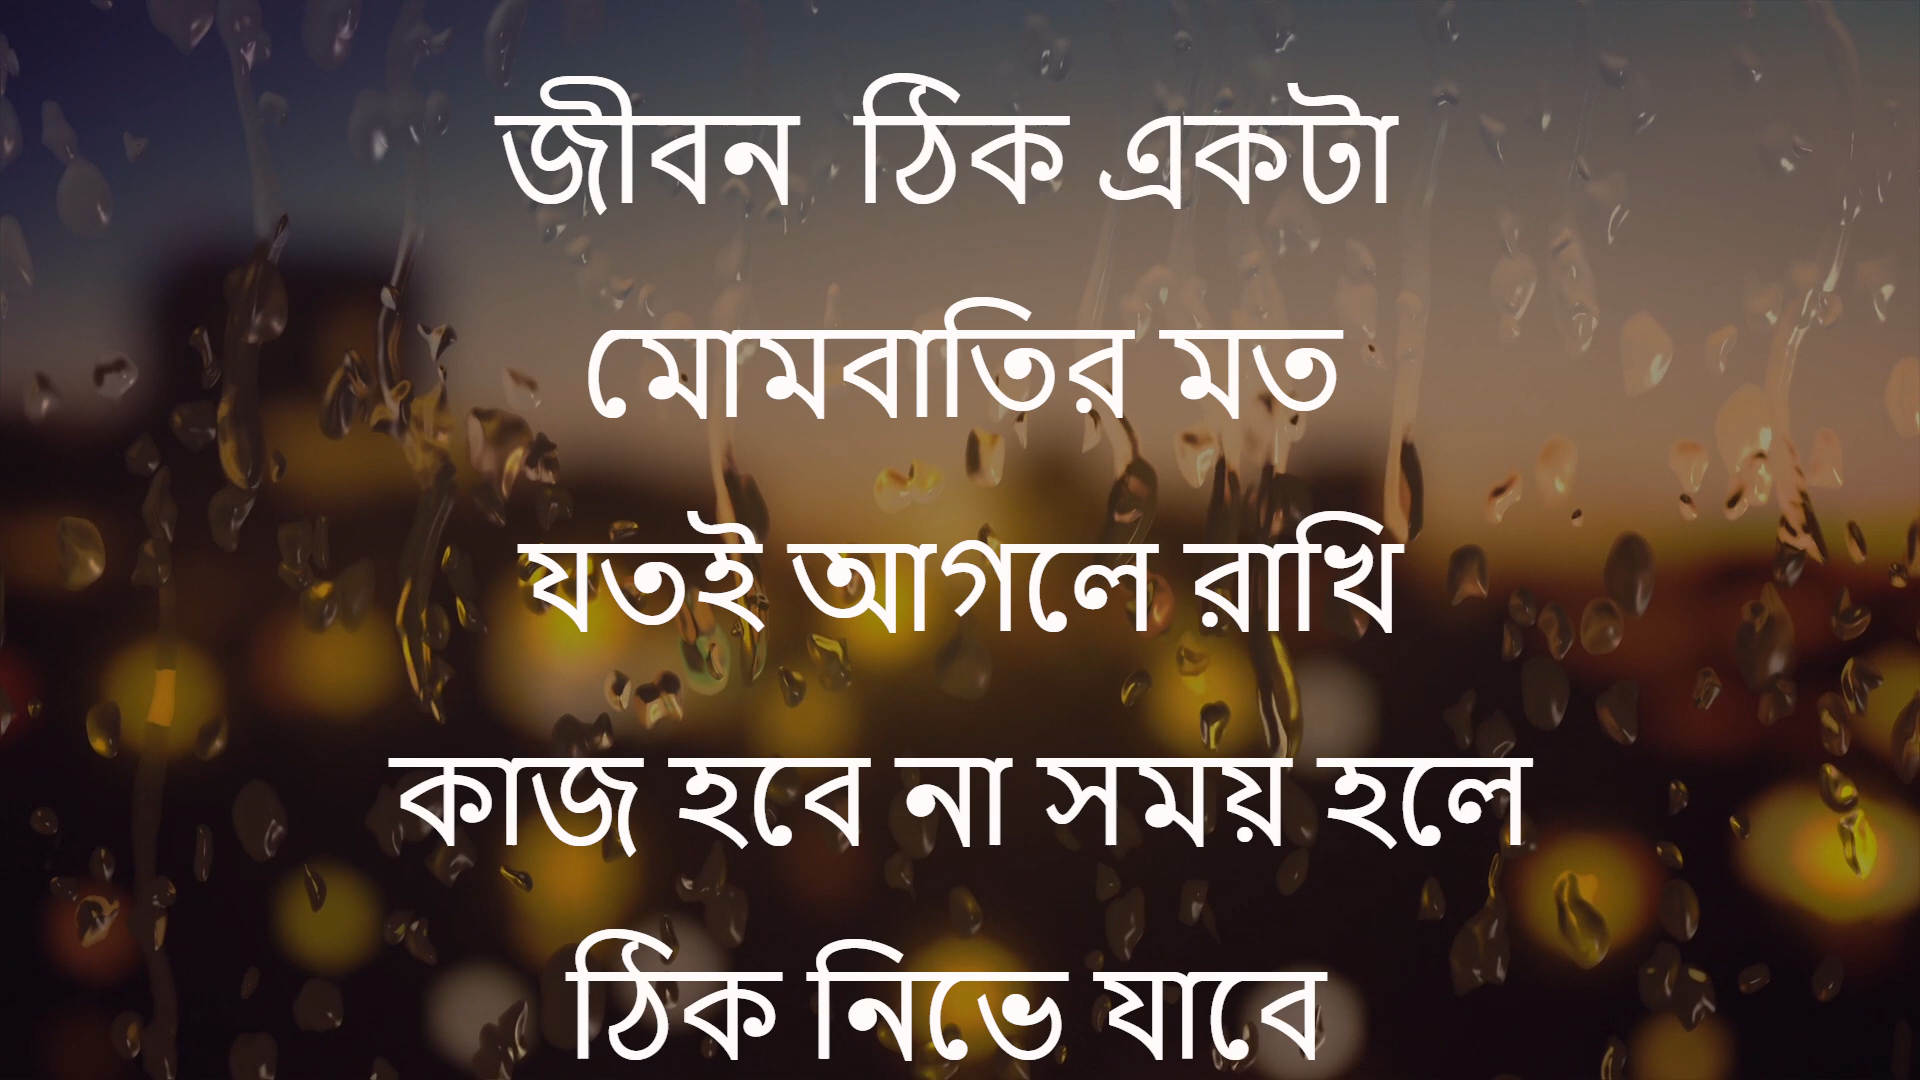 জীবন ঠিক একটা
মোমবাতির মত
যতই আগলে রাখি
কাজ হবে না সময় হলে
ঠিক নিভে যাবে